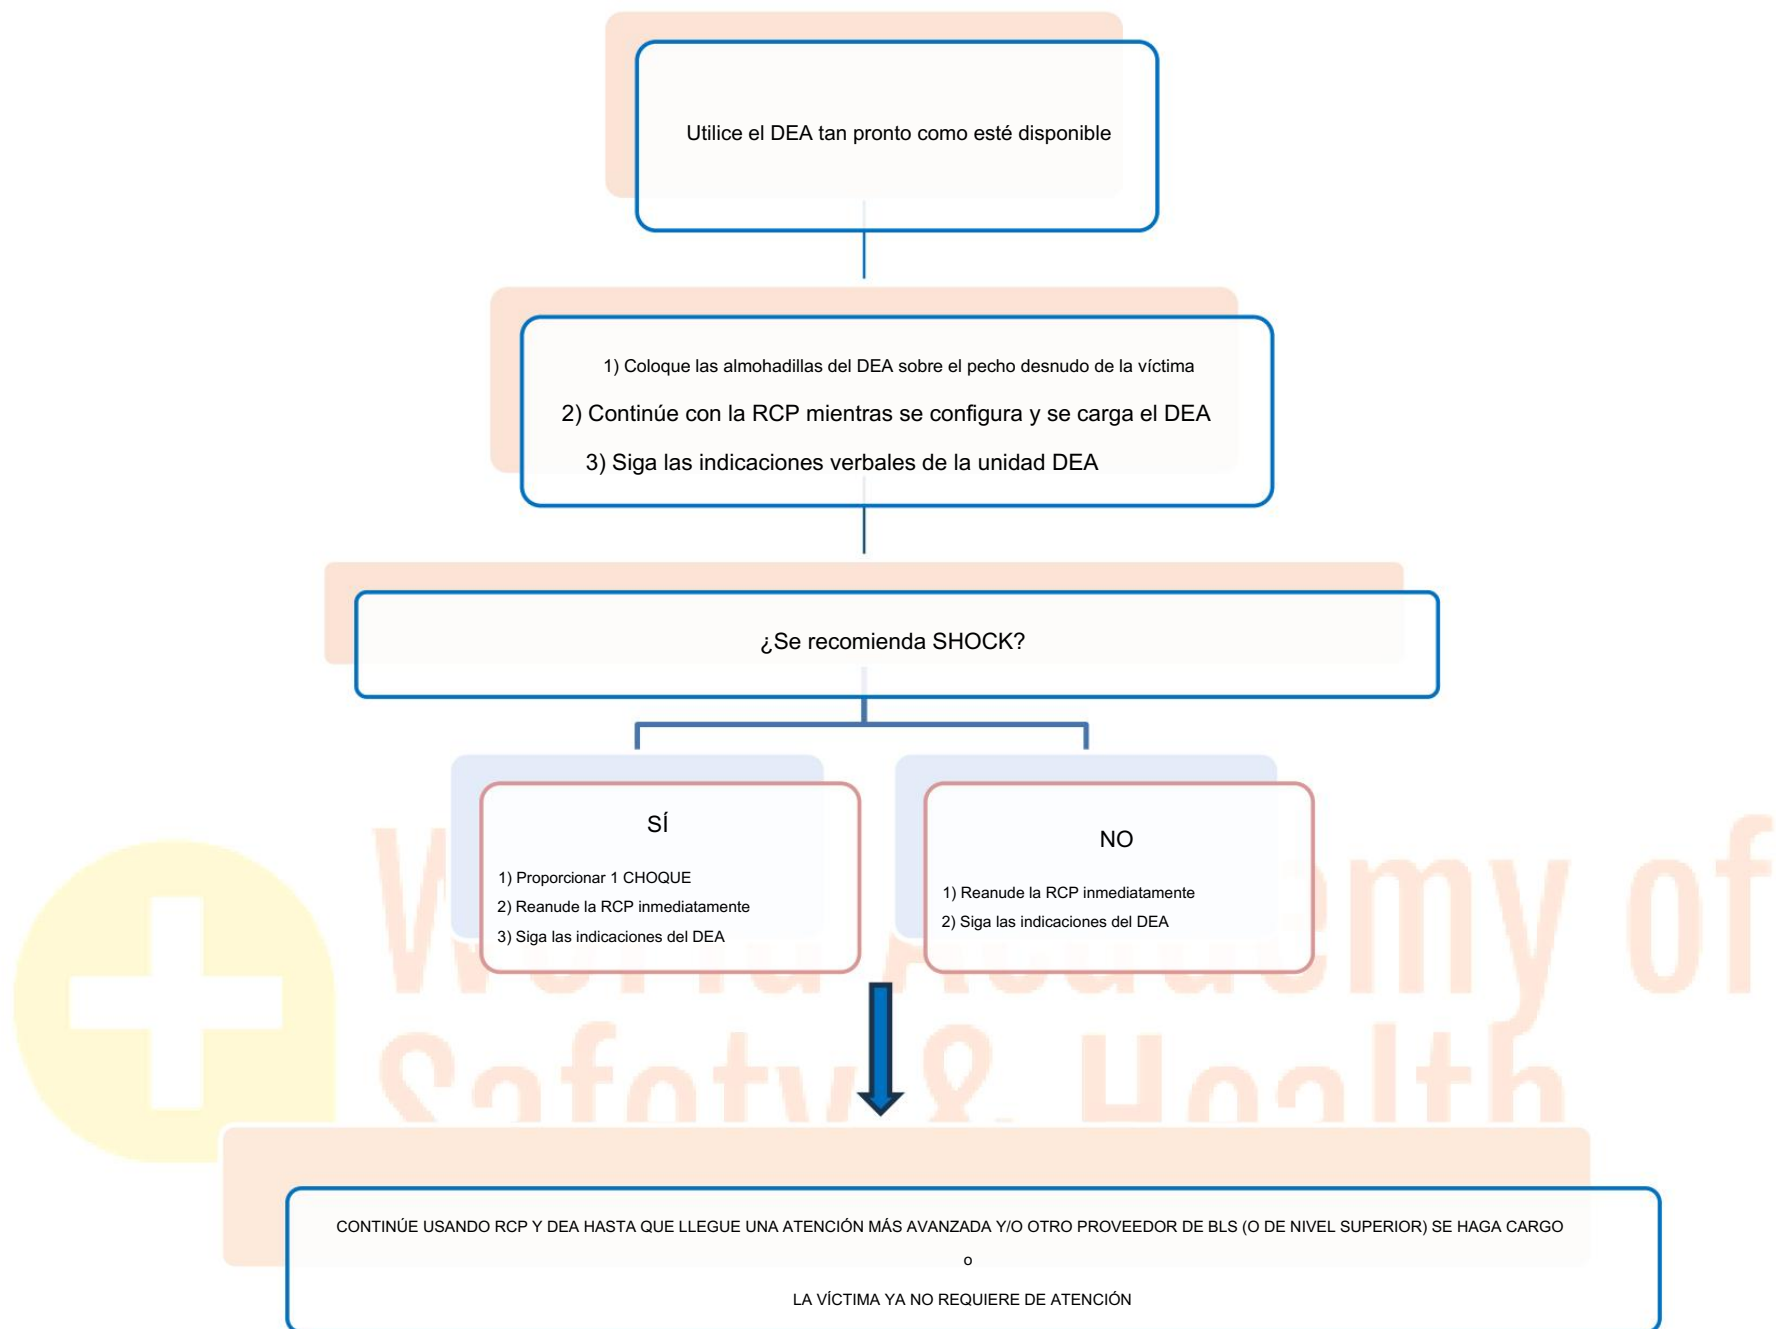 Utilice el DEA tan pronto como esté disponible
1) Coloque las almohadillas del DEA sobre el pecho desnudo de la víctima
2) Continúe con la RCP mientras se configura y se carga el DEA
3) Siga las indicaciones verbales de la unidad DEA
¿Se recomienda SHOCK?
SÍ
1) Proporcionar 1 CHOQUE
2) Reanude la RCP inmediatamente
3) Siga las indicaciones del DEA
NO
1) Reanude la RCP inmediatamente
2) Siga las indicaciones del DEA
World Academy of
Safety & Health
CONTINÚE USANDO RCP Y DEA HASTA QUE LLEGUE UNA ATENCIÓN MÁS AVANZADA Y/O OTRO PROVEEDOR DE BLS (O DE NIVEL SUPERIOR) SE HAGA CARGO
o
LA VÍCTIMA YA NO REQUIERE DE ATENCIÓN